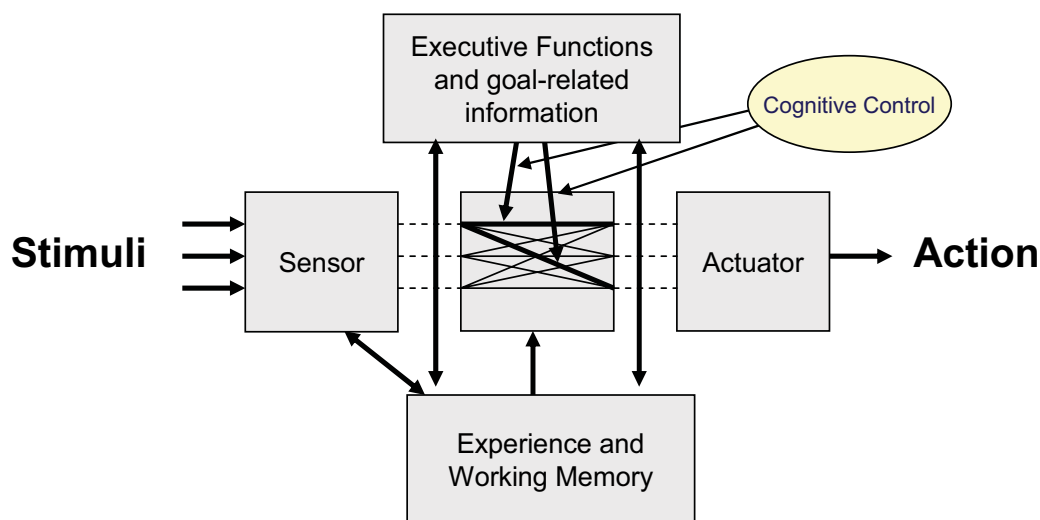 Executive Functions
and goal-related
information
Cognitive Control
Stimuli
Sensor
Actuator
Action
Experience and
Working Memory